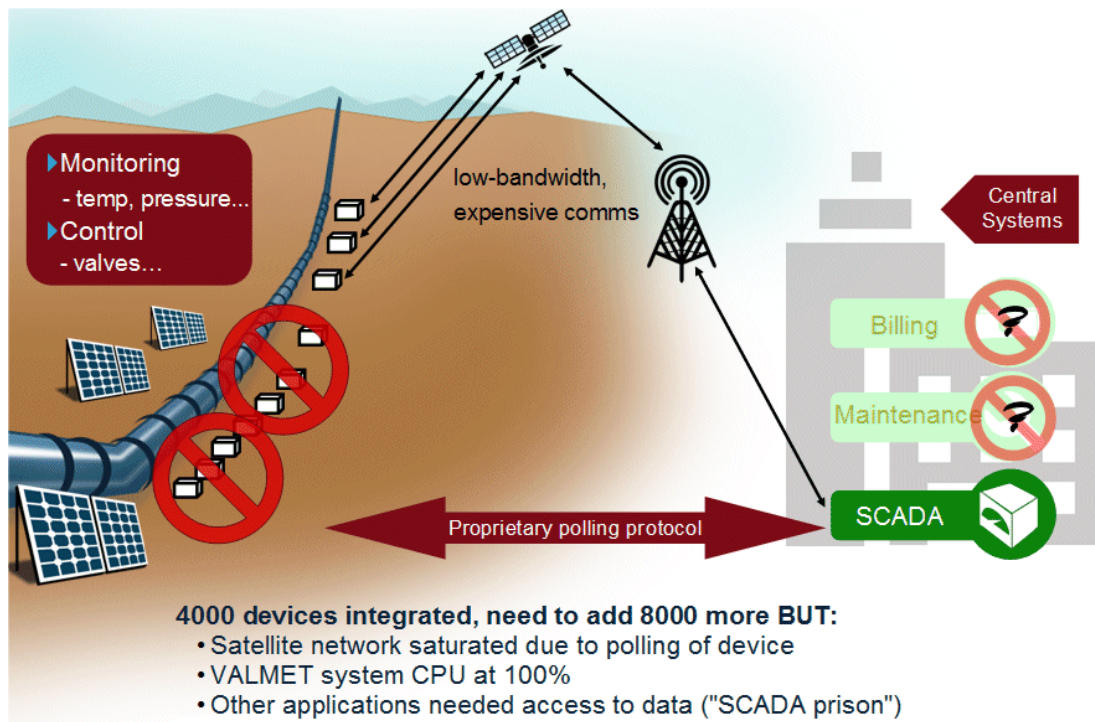 Monitoring
- temp, pressure...
Control
- valves…
low-bandwidth,
expensive comms
Central
Systems
Billing
Maintenance
SCADA
Proprietary polling protocol
4000 devices integrated, need to add 8000 more BUT:
• Satellite network saturated due to polling of device
• VALMET system CPU at 100%
• Other applications needed access to data ("SCADA prison")